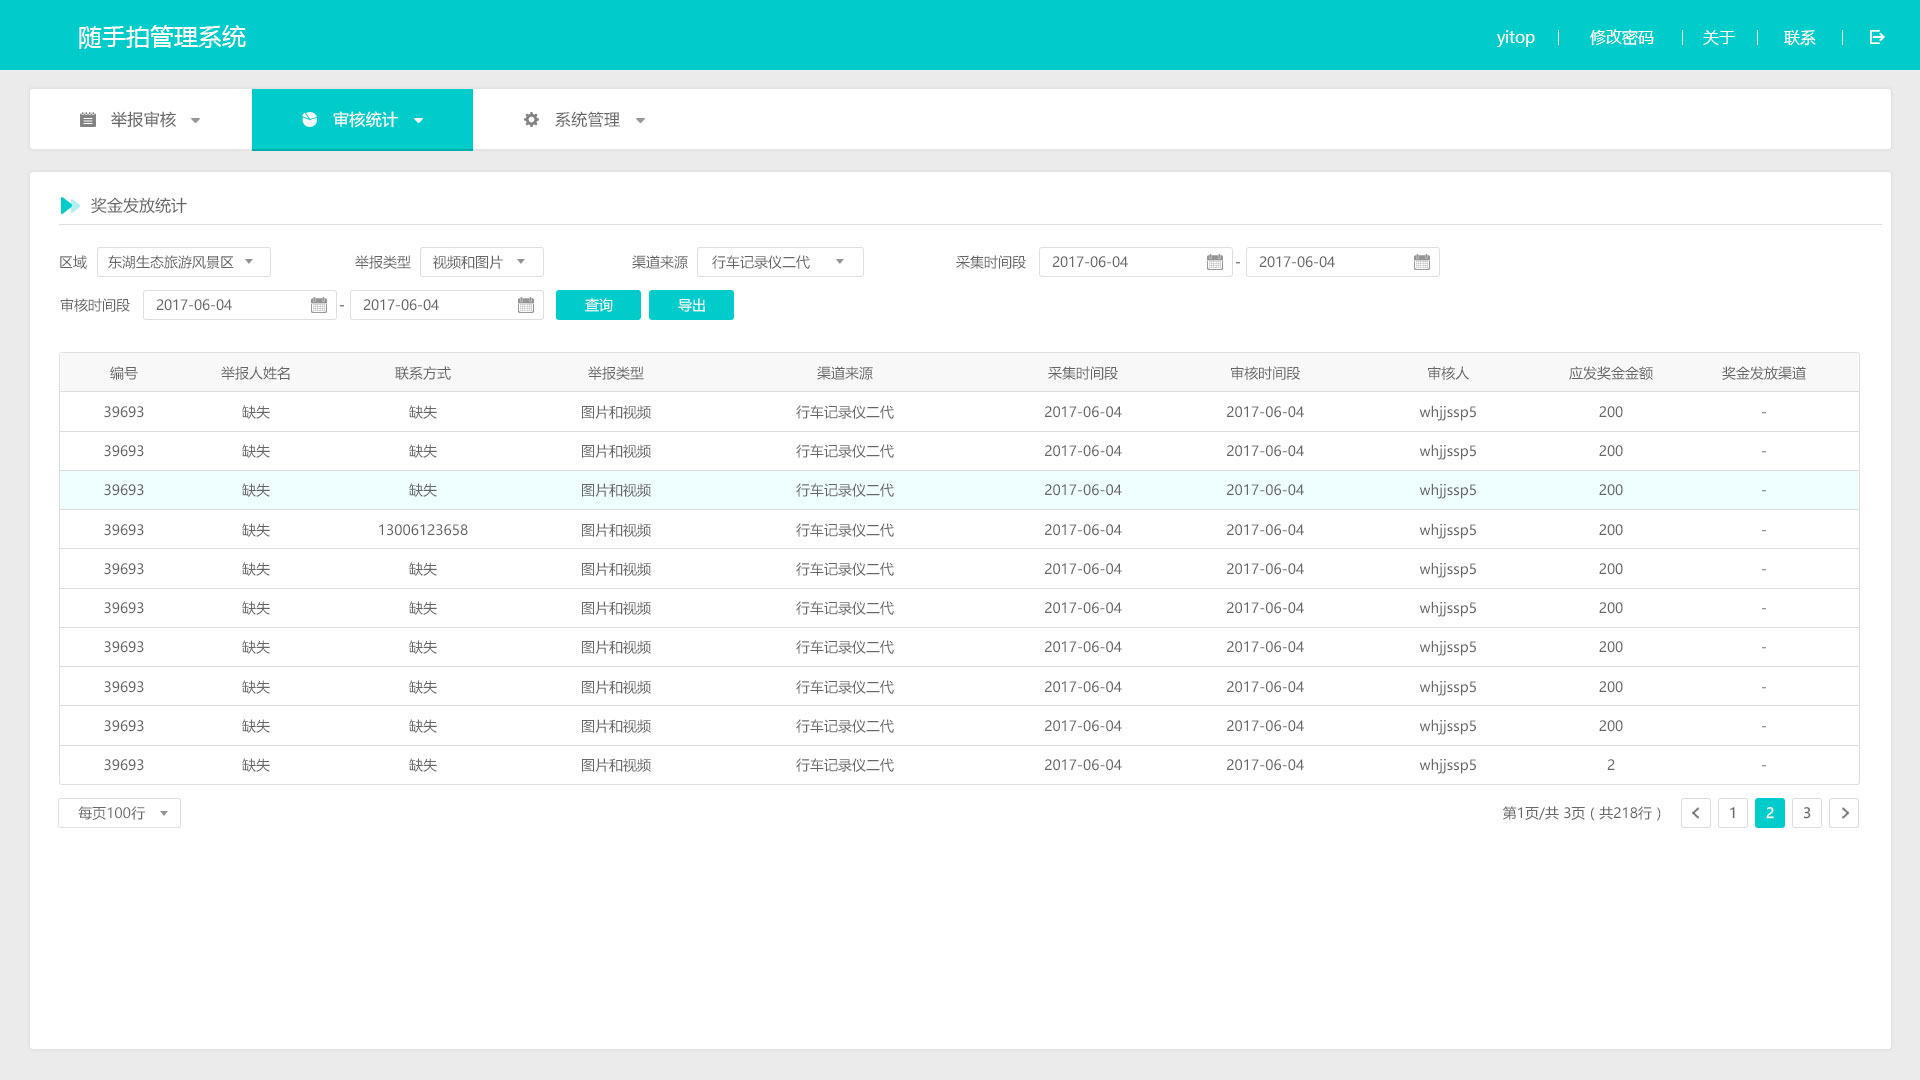 随手拍管理系统
yitop | 修改密码 | 关于 | 联系 |
举报审核 审核统计 系统管理
奖金发放统计
区域 东湖生态旅游风景区 举报类型 视频和图片 渠道来源 行车记录仪二代 采集时间段 2017-06-04 - 2017-06-04
审核时间段 2017-06-04 - 2017-06-04 查询 导出
编号 举报人姓名 联系方式 举报类型 渠道来源 采集时间段 审核时间段 审核人 应发奖金金额 奖金发放渠道
39693 缺失 缺失 图片和视频 行车记录仪二代 2017-06-04 2017-06-04 whjjssp5 200 -
39693 缺失 缺失 图片和视频 行车记录仪二代 2017-06-04 2017-06-04 whjjssp5 200 -
39693 缺失 缺失 图片和视频 行车记录仪二代 2017-06-04 2017-06-04 whjjssp5 200 -
39693 缺失 13006123658 图片和视频 行车记录仪二代 2017-06-04 2017-06-04 whjjssp5 200 -
39693 缺失 缺失 图片和视频 行车记录仪二代 2017-06-04 2017-06-04 whjjssp5 200 -
39693 缺失 缺失 图片和视频 行车记录仪二代 2017-06-04 2017-06-04 whjjssp5 200 -
39693 缺失 缺失 图片和视频 行车记录仪二代 2017-06-04 2017-06-04 whjjssp5 200 -
39693 缺失 缺失 图片和视频 行车记录仪二代 2017-06-04 2017-06-04 whjjssp5 200 -
39693 缺失 缺失 图片和视频 行车记录仪二代 2017-06-04 2017-06-04 whjjssp5 200 -
39693 缺失 缺失 图片和视频 行车记录仪二代 2017-06-04 2017-06-04 whjjssp5 2 -
每页100行 第1页/共 3页（共218行） < 1 2 3 >